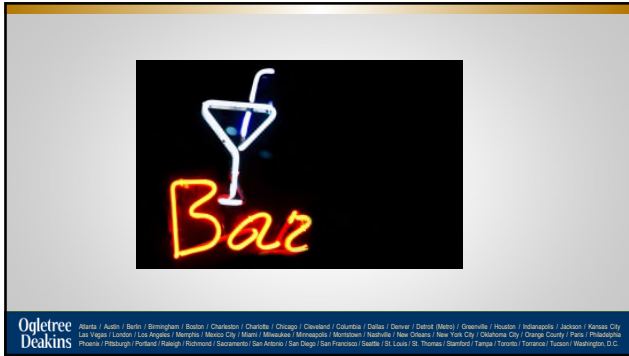 Bar
Ogletree
Deakins
Atlanta / Austin / Berlin / Birmingham / Boston / Charleston / Charlotte / Chicago / Cleveland / Columbia / Dallas / Denver / Detroit (Metro) / Greenville / Houston / Indianapolis / Jackson / Kansas City
Las Vegas / London / Los Angeles / Memphis / Mexico City / Miami / Milwaukee / Minneapolis / Morristown / Nashville / New Orleans / New York City / Oklahoma City / Orange County / Paris / Philadelphia
Phoenix / Pittsburgh / Portland / Raleigh / Richmond / Sacramento / San Antonio / San Diego / San Francisco / Seattle / St. Louis / St. Thomas / Stamford / Tampa / Toronto / Torrance / Tucson / Washington, D.C.